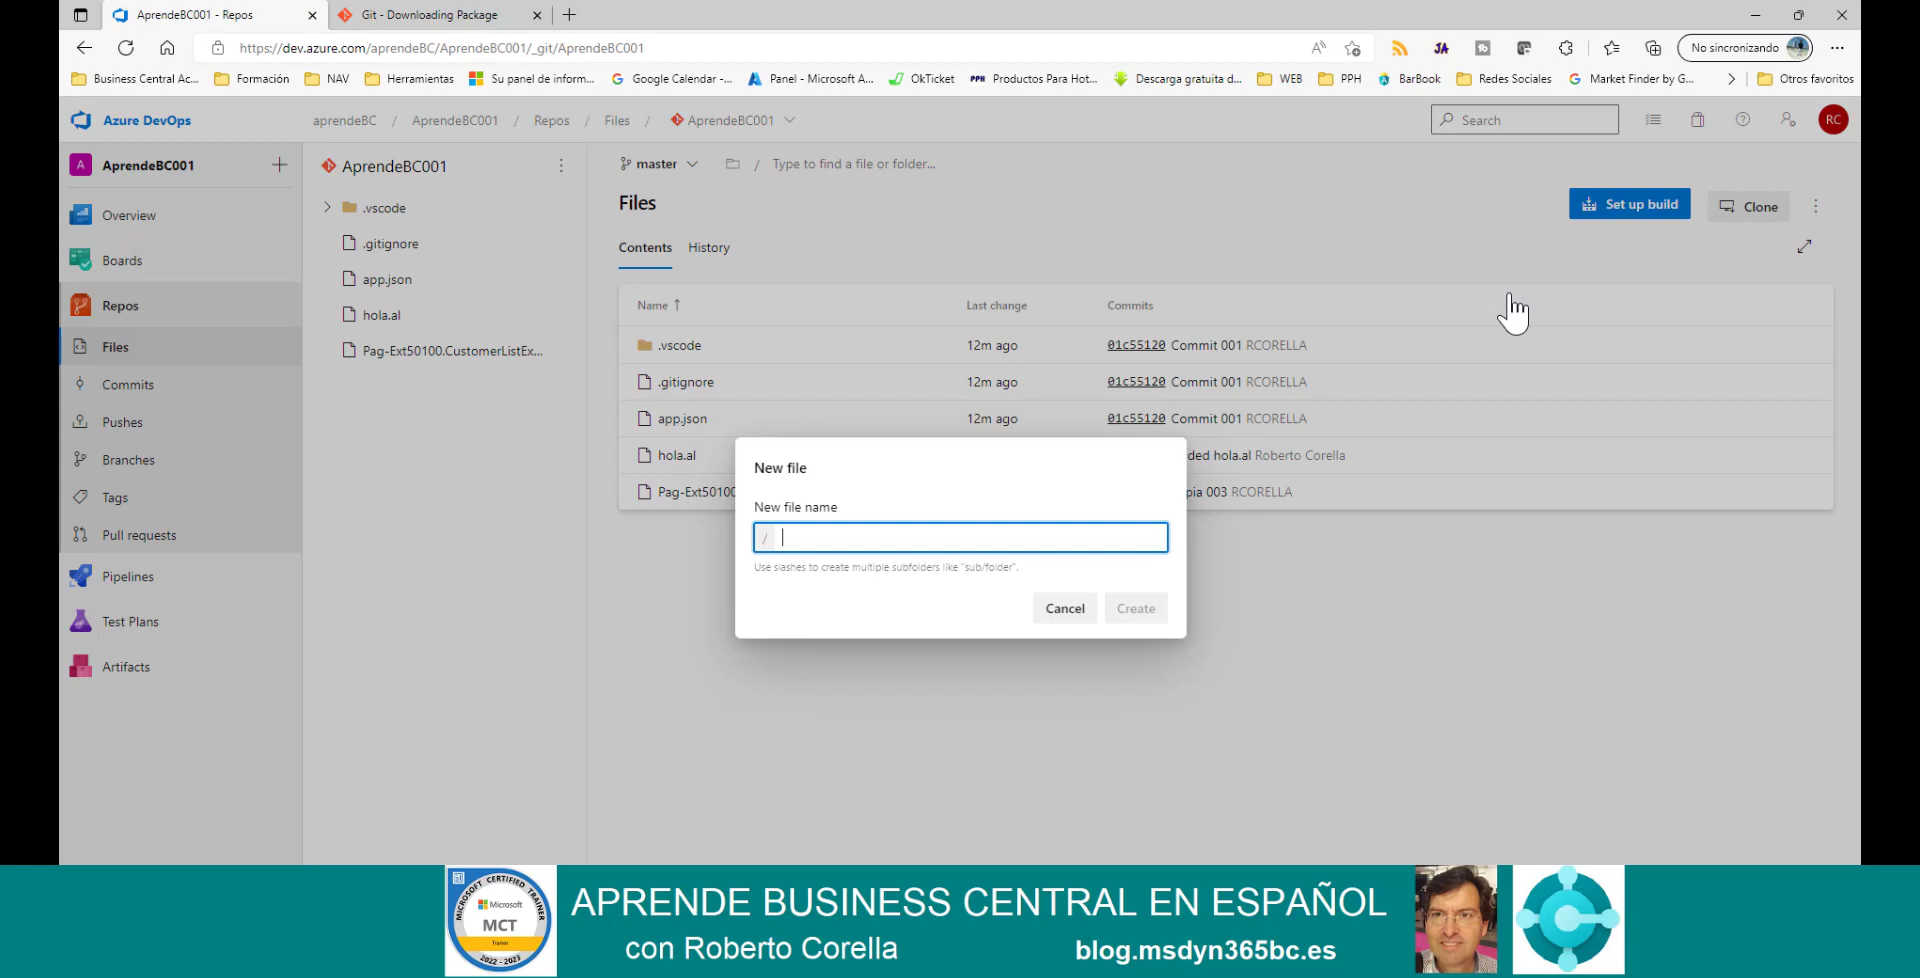 AprendeBC001 - Repos
Git - Downloading Package
https://dev.azure.com/aprendeBC/AprendeBC001/_git/AprendeBC001
No sincronizando
Business Central Ac...
Formación
NAV
Herramientas
Su panel de inform...
Google Calendar -...
Panel - Microsoft A...
OkTicket
PPH Productos Para Hot...
Descarga gratuita d...
WEB
PPH
BarBook
Redes Sociales
Market Finder by G...
Otros favoritos
Azure DevOps
aprendeBC / AprendeBC001 / Repos / Files / AprendeBC001
Search
RC
A AprendeBC001
Overview
Boards
Repos
Files
Commits
Pushes
Branches
Tags
Pull requests
Pipelines
Test Plans
Artifacts
AprendeBC001
.vscode
.gitignore
app.json
hola.al
Pag-Ext50100.CustomerListEx...
master / Type to find a file or folder...
Files
Set up build
Clone
Contents History
Name Last change Commits
.vscode 12m ago 01c55120 Commit 001 RCORELLA
.gitignore 12m ago 01c55120 Commit 001 RCORELLA
app.json 12m ago 01c55120 Commit 001 RCORELLA
hola.al ded hola.al Roberto Corella
Pag-Ext5010 pia 003 RCORELLA
New file
New file name
/
Use slashes to create multiple subfolders like "sub/folder".
Cancel
Create
MICROSOFT CERTIFIED TRAINER
Microsoft
MCT
Trainer
2022 - 2023
APRENDE BUSINESS CENTRAL EN ESPAÑOL
con Roberto Corella
blog.msdyn365bc.es